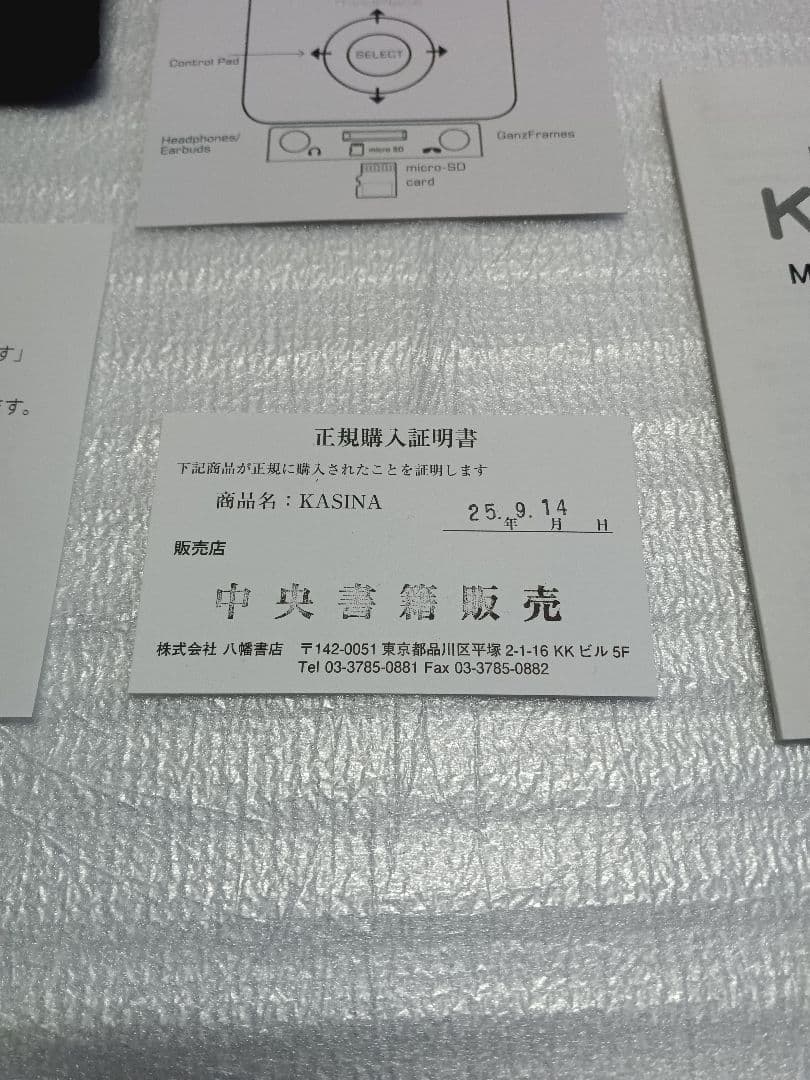 SELECT
Control Pad
Headphones/
Earbuds
micro SD
GanzFrames
micro-SD
card
す」
す。
K
M
正規購入証明書
下記商品が正規に購入されたことを証明します
商品名：KASINA
25. 9. 14
年 月 日
販売店
中央書籍販売
株式会社 八幡書店 〒142-0051 東京都品川区平塚 2-1-16 KK ビル 5F
Tel 03-3785-0881 Fax 03-3785-0882